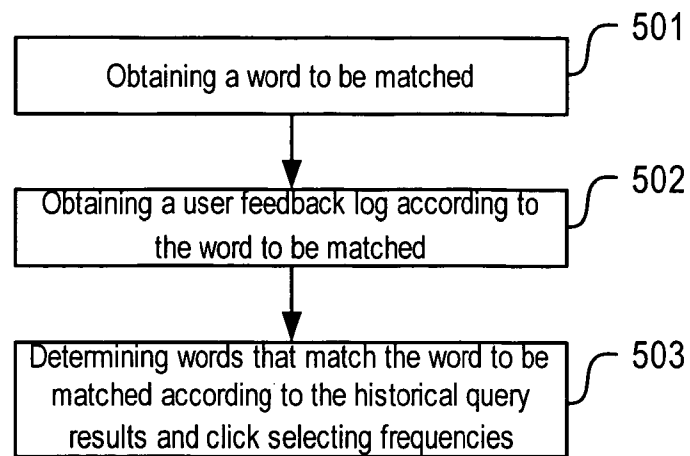 501
Obtaining a word to be matched
502
Obtaining a user feedback log according to
the word to be matched
503
Determining words that match the word to be
matched according to the historical query
results and click selecting frequencies